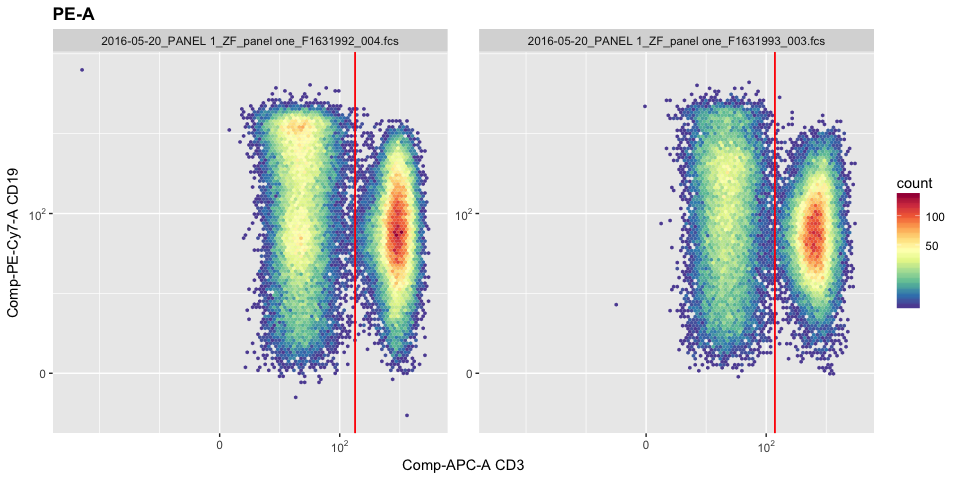 PE-A
2016-05-20_PANEL 1_ZF_panel one_F1631992_004.fcs
2016-05-20_PANEL 1_ZF_panel one_F1631993_003.fcs
Comp-PE-Cy7-A CD19
10²
0
10²
0
0
10²
0
10²
Comp-APC-A CD3
count
100
50